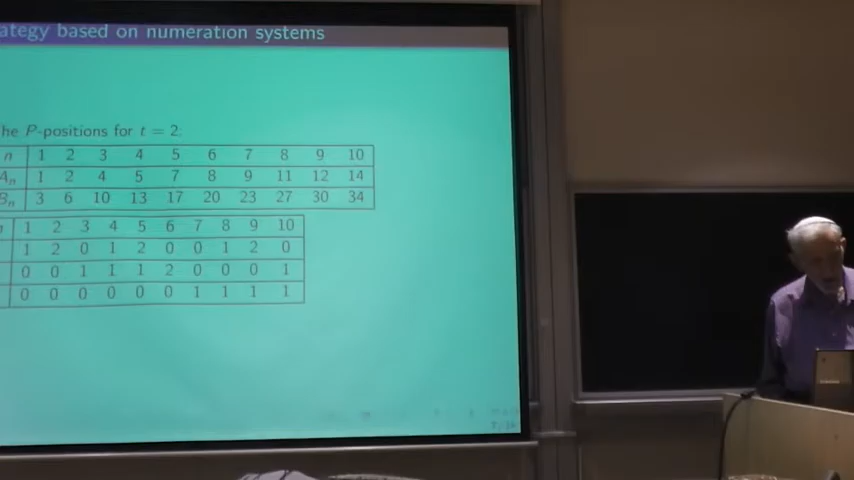 ategy based on numeration systems
he P-positions for t = 2.
n 1 2 3 4 5 6 7 8 9 10
A_n 1 2 4 5 7 8 9 11 12 14
B_n 3 6 10 13 17 20 23 27 30 34
1 2 3 4 5 6 7 8 9 10
1 2 0 1 2 0 0 1 2 0
0 0 1 1 1 2 0 0 0 1
0 0 0 0 0 0 1 1 1 1